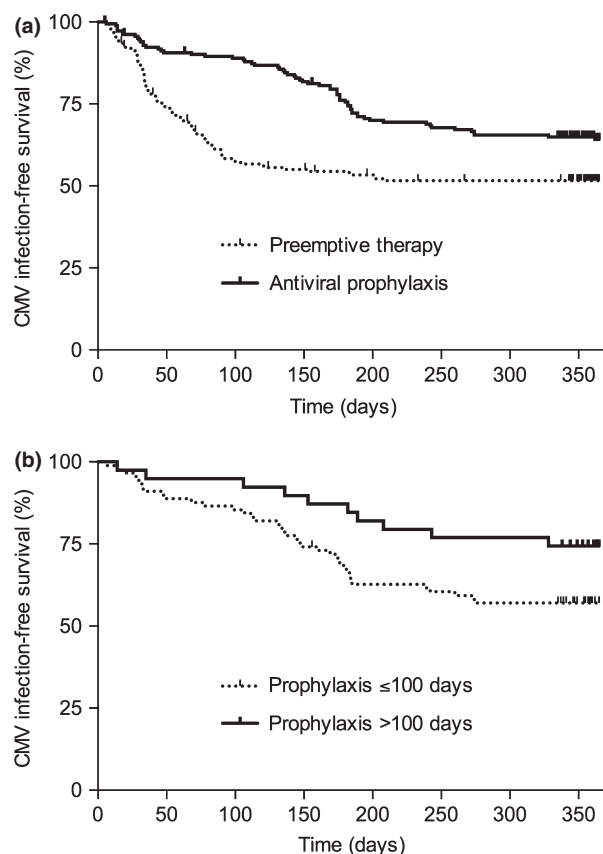 (a)
100
75
50
25
0
CMV infection-free survival (%)
Preemptive therapy
Antiviral prophylaxis
0 50 100 150 200 250 300 350
Time (days)
(b)
100
75
50
25
0
CMV infection-free survival (%)
Prophylaxis ≤100 days
Prophylaxis >100 days
0 50 100 150 200 250 300 350
Time (days)